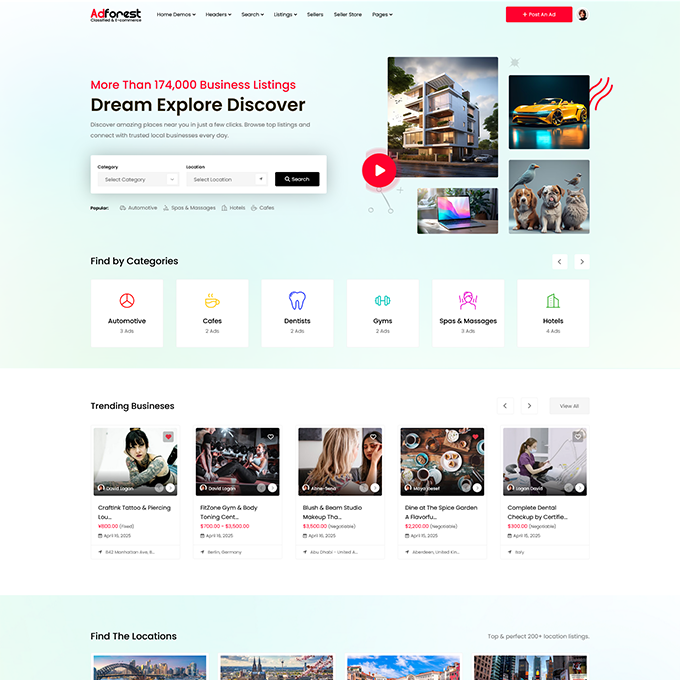 Adforest
Classified & E-commerce
Home Demos
Headers
Search
Listings
Sellers
Seller Store
Pages
+ Post An Ad
More Than 174,000 Business Listings
Dream Explore Discover
Discover amazing places near you in just a few clicks. Browse top listings and
connect with trusted local businesses every day.
Category
Location
Select Category
Select Location
Search
Popular:
Automotive
Spas & Massages
Hotels
Cafes
Find by Categories
Automotive
3 Ads
Cafes
2 Ads
Dentists
2 Ads
Gyms
2 Ads
Spas & Massages
3 Ads
Hotels
4 Ads
Trending Busineses
View All
David Logan
CraftInk Tattoo & Piercing
Lou...
¥800.00 (Fixed)
April 16, 2025
642 Manhattan Ave, B...
David Logan
FitZone Gym & Body
Toning Cent...
$700.00 - $3,500.00
April 16, 2025
Berlin, Germany
Blush & Beam Studio
Makeup Tha...
$3,500.00 (Negotiable)
April 15, 2025
Abu Dhabi - United A...
Dine at The Spice Garden
A Flavorfu...
$2,200.00 (Negotiable)
April 15, 2025
Aberdeen, United Kin...
Logan David
Complete Dental
Checkup by Certifie...
$300.00 (Negotiable)
April 15, 2025
Italy
Find The Locations
Top & perfect 200+ location listings.